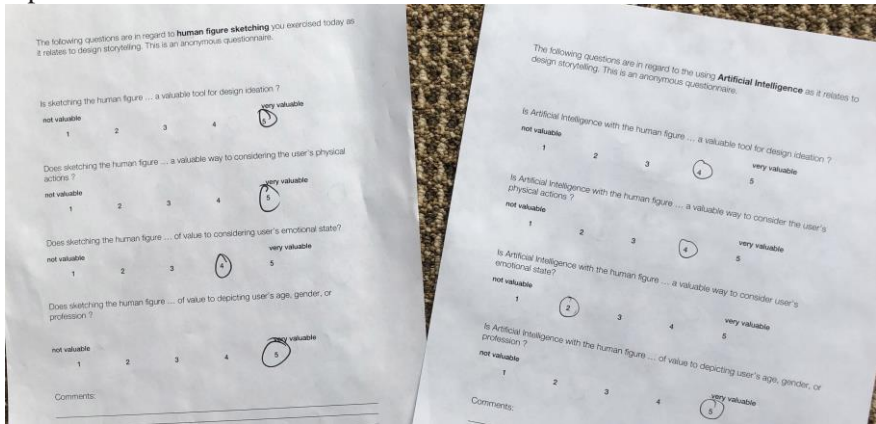 The following questions are in regard to human figure sketching you exercised today as
it relates to design storytelling. This is an anonymous questionnaire.
Is sketching the human figure ... a valuable tool for design ideation ?
not valuable very valuable
1 2 3 4 5
Does sketching the human figure ... a valuable way to considering the user's physical
actions ?
not valuable very valuable
1 2 3 4 5
Does sketching the human figure ... of value to considering user's emotional state?
not valuable very valuable
1 2 3 4 5
Does sketching the human figure ... of value to depicting user's age, gender, or
profession ?
not valuable very valuable
1 2 3 4 5
Comments:
The following questions are in regard to the using Artificial Intelligence as it relates to
design storytelling. This is an anonymous questionnaire.
Is Artificial Intelligence with the human figure ... a valuable tool for design ideation ?
not valuable very valuable
1 2 3 4 5
Is Artificial Intelligence with the human figure ... a valuable way to consider the user's
physical actions ?
not valuable very valuable
1 2 3 4 5
Is Artificial Intelligence with the human figure ... a valuable way to consider user's
emotional state?
not valuable very valuable
1 2 3 4 5
Is Artificial Intelligence with the human figure ... of value to depicting user's age, gender, or
profession ?
not valuable very valuable
1 2 3 4 5
Comments: